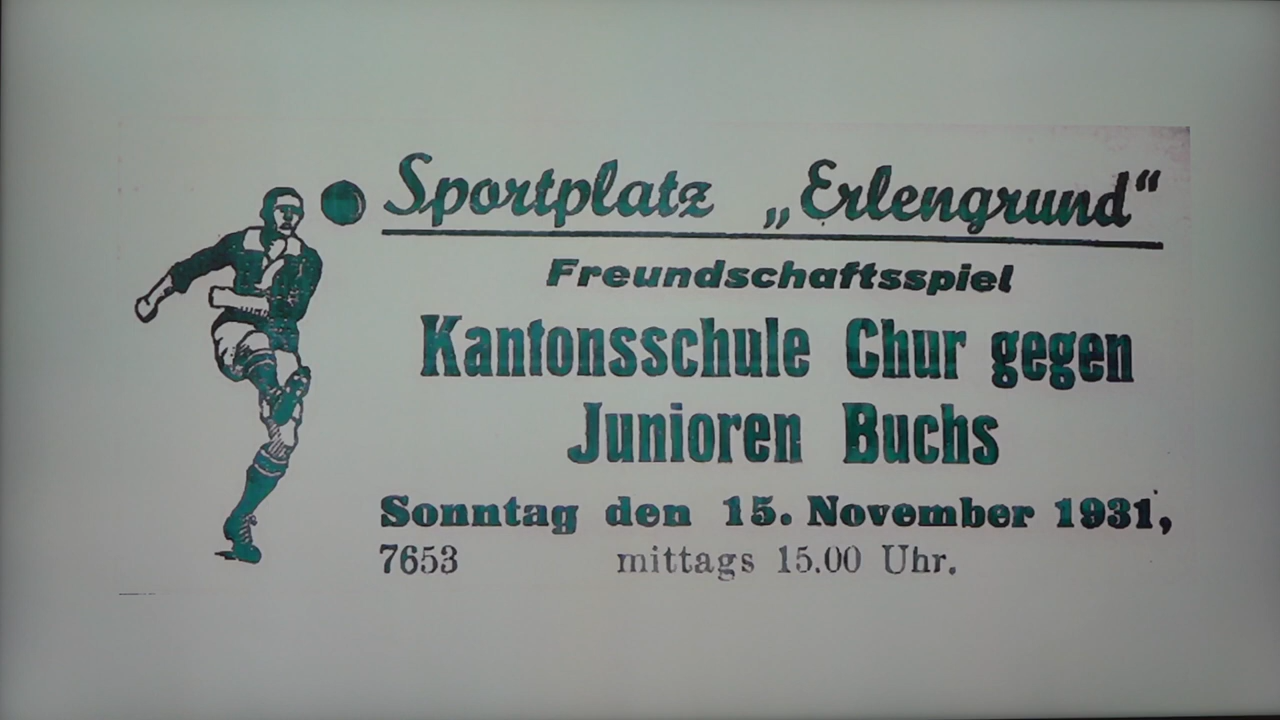 Sportplatz „Erlengrund“
Freundschaftsspiel
Kantonsschule Chur gegen
Junioren Buchs
Sonntag den 15. November 1931,
7653 mittags 15.00 Uhr.